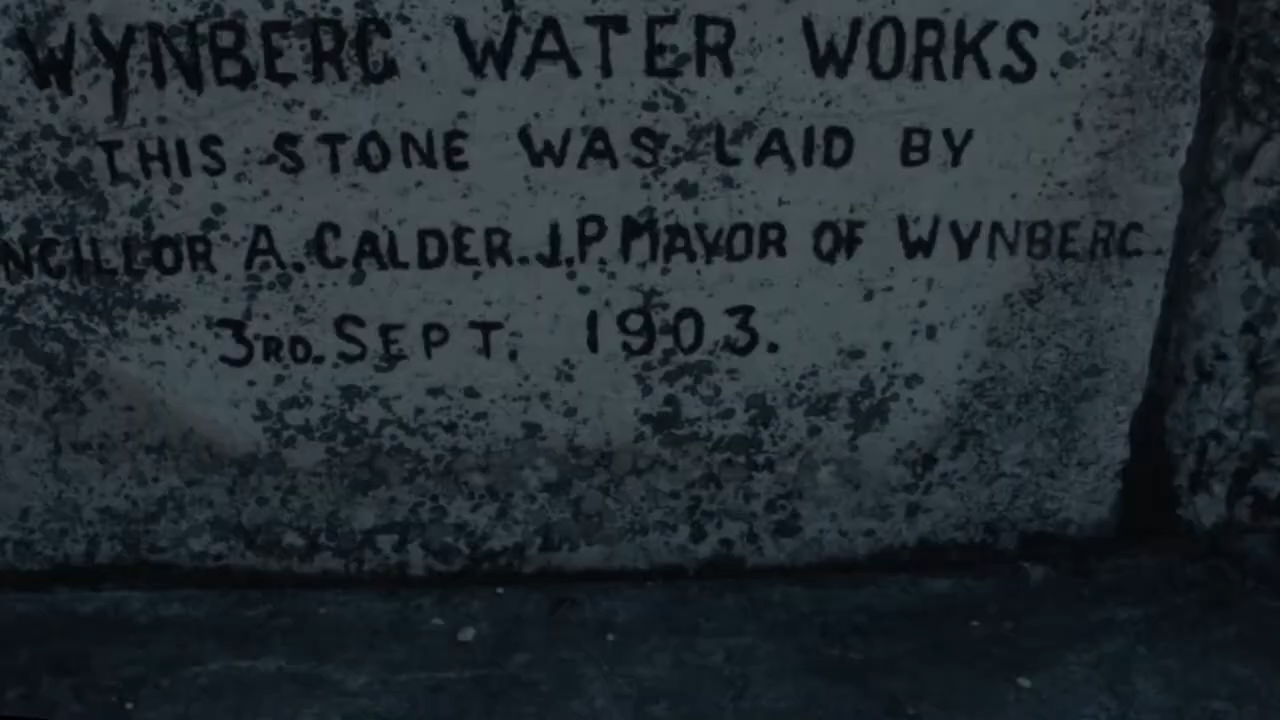 WYNBERG WATER WORKS
THIS STONE WAS LAID BY
NCILLOR A. CALDER. J.P. MAYOR OF WYNBERG.
3RD. SEPT. 1903.